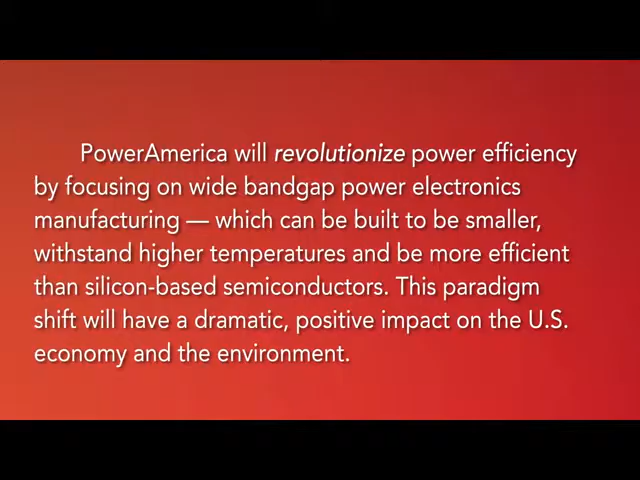 PowerAmerica will revolutionize power efficiency
by focusing on wide bandgap power electronics
manufacturing — which can be built to be smaller,
withstand higher temperatures and be more efficient
than silicon-based semiconductors. This paradigm
shift will have a dramatic, positive impact on the U.S.
economy and the environment.